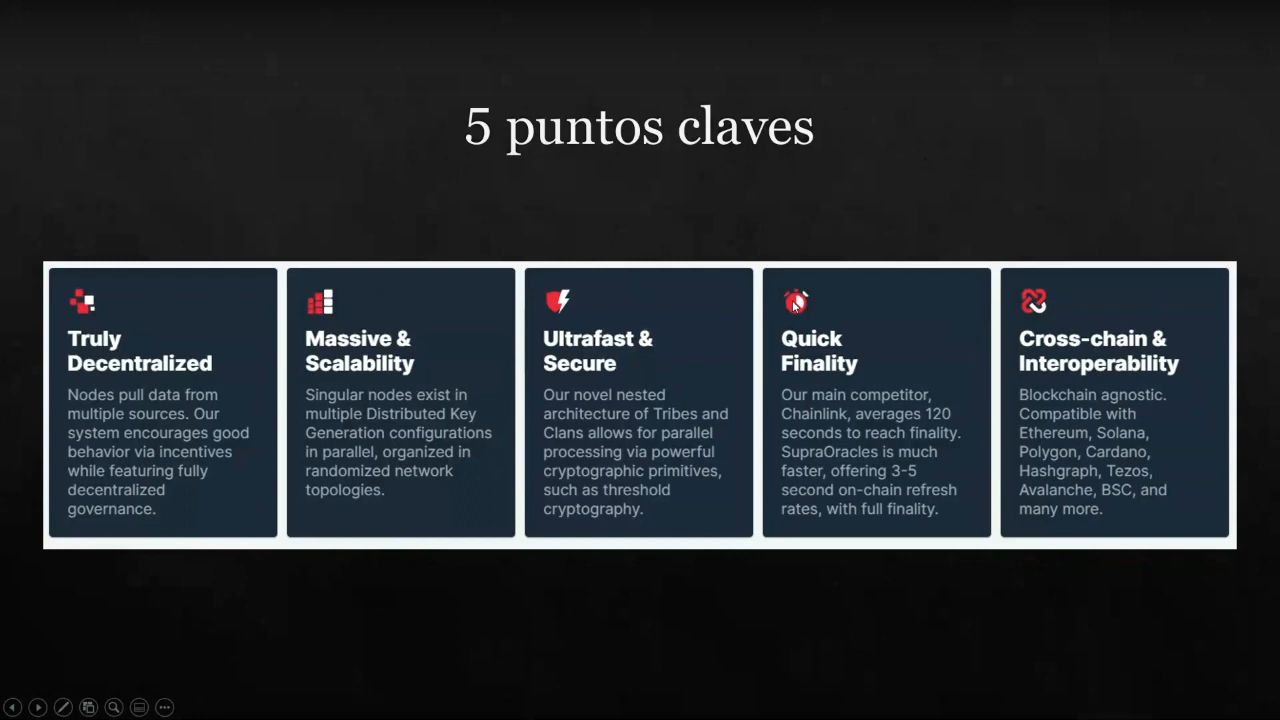 5 puntos claves
Truly
Decentralized
Nodes pull data from
multiple sources. Our
system encourages good
behavior via incentives
while featuring fully
decentralized
governance.
Massive &
Scalability
Singular nodes exist in
multiple Distributed Key
Generation configurations
in parallel, organized in
randomized network
topologies.
Ultrafast &
Secure
Our novel nested
architecture of Tribes and
Clans allows for parallel
processing via powerful
cryptographic primitives,
such as threshold
cryptography.
Quick
Finality
Our main competitor,
Chainlink, averages 120
seconds to reach finality.
SupraOracles is much
faster, offering 3-5
second on-chain refresh
rates, with full finality.
Cross-chain &
Interoperability
Blockchain agnostic.
Compatible with
Ethereum, Solana,
Polygon, Cardano,
Hashgraph, Tezos,
Avalanche, BSC, and
many more.